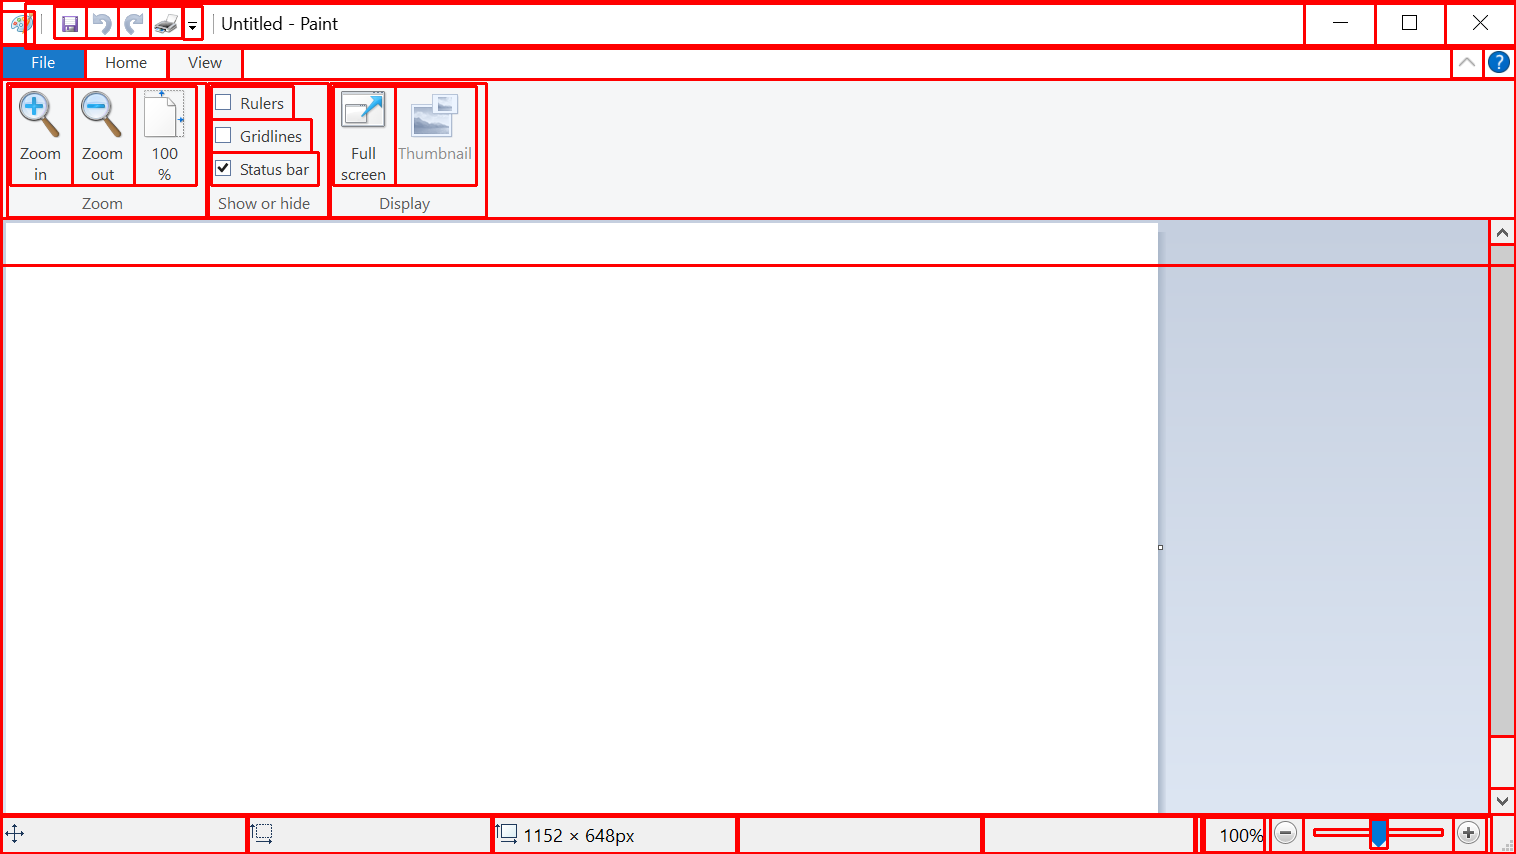 Untitled - Paint
File Home View
Zoom in
Zoom out
100 %
Zoom
Rulers
Gridlines
Status bar
Show or hide
Full screen
Thumbnail
Display
1152 × 648px
100%